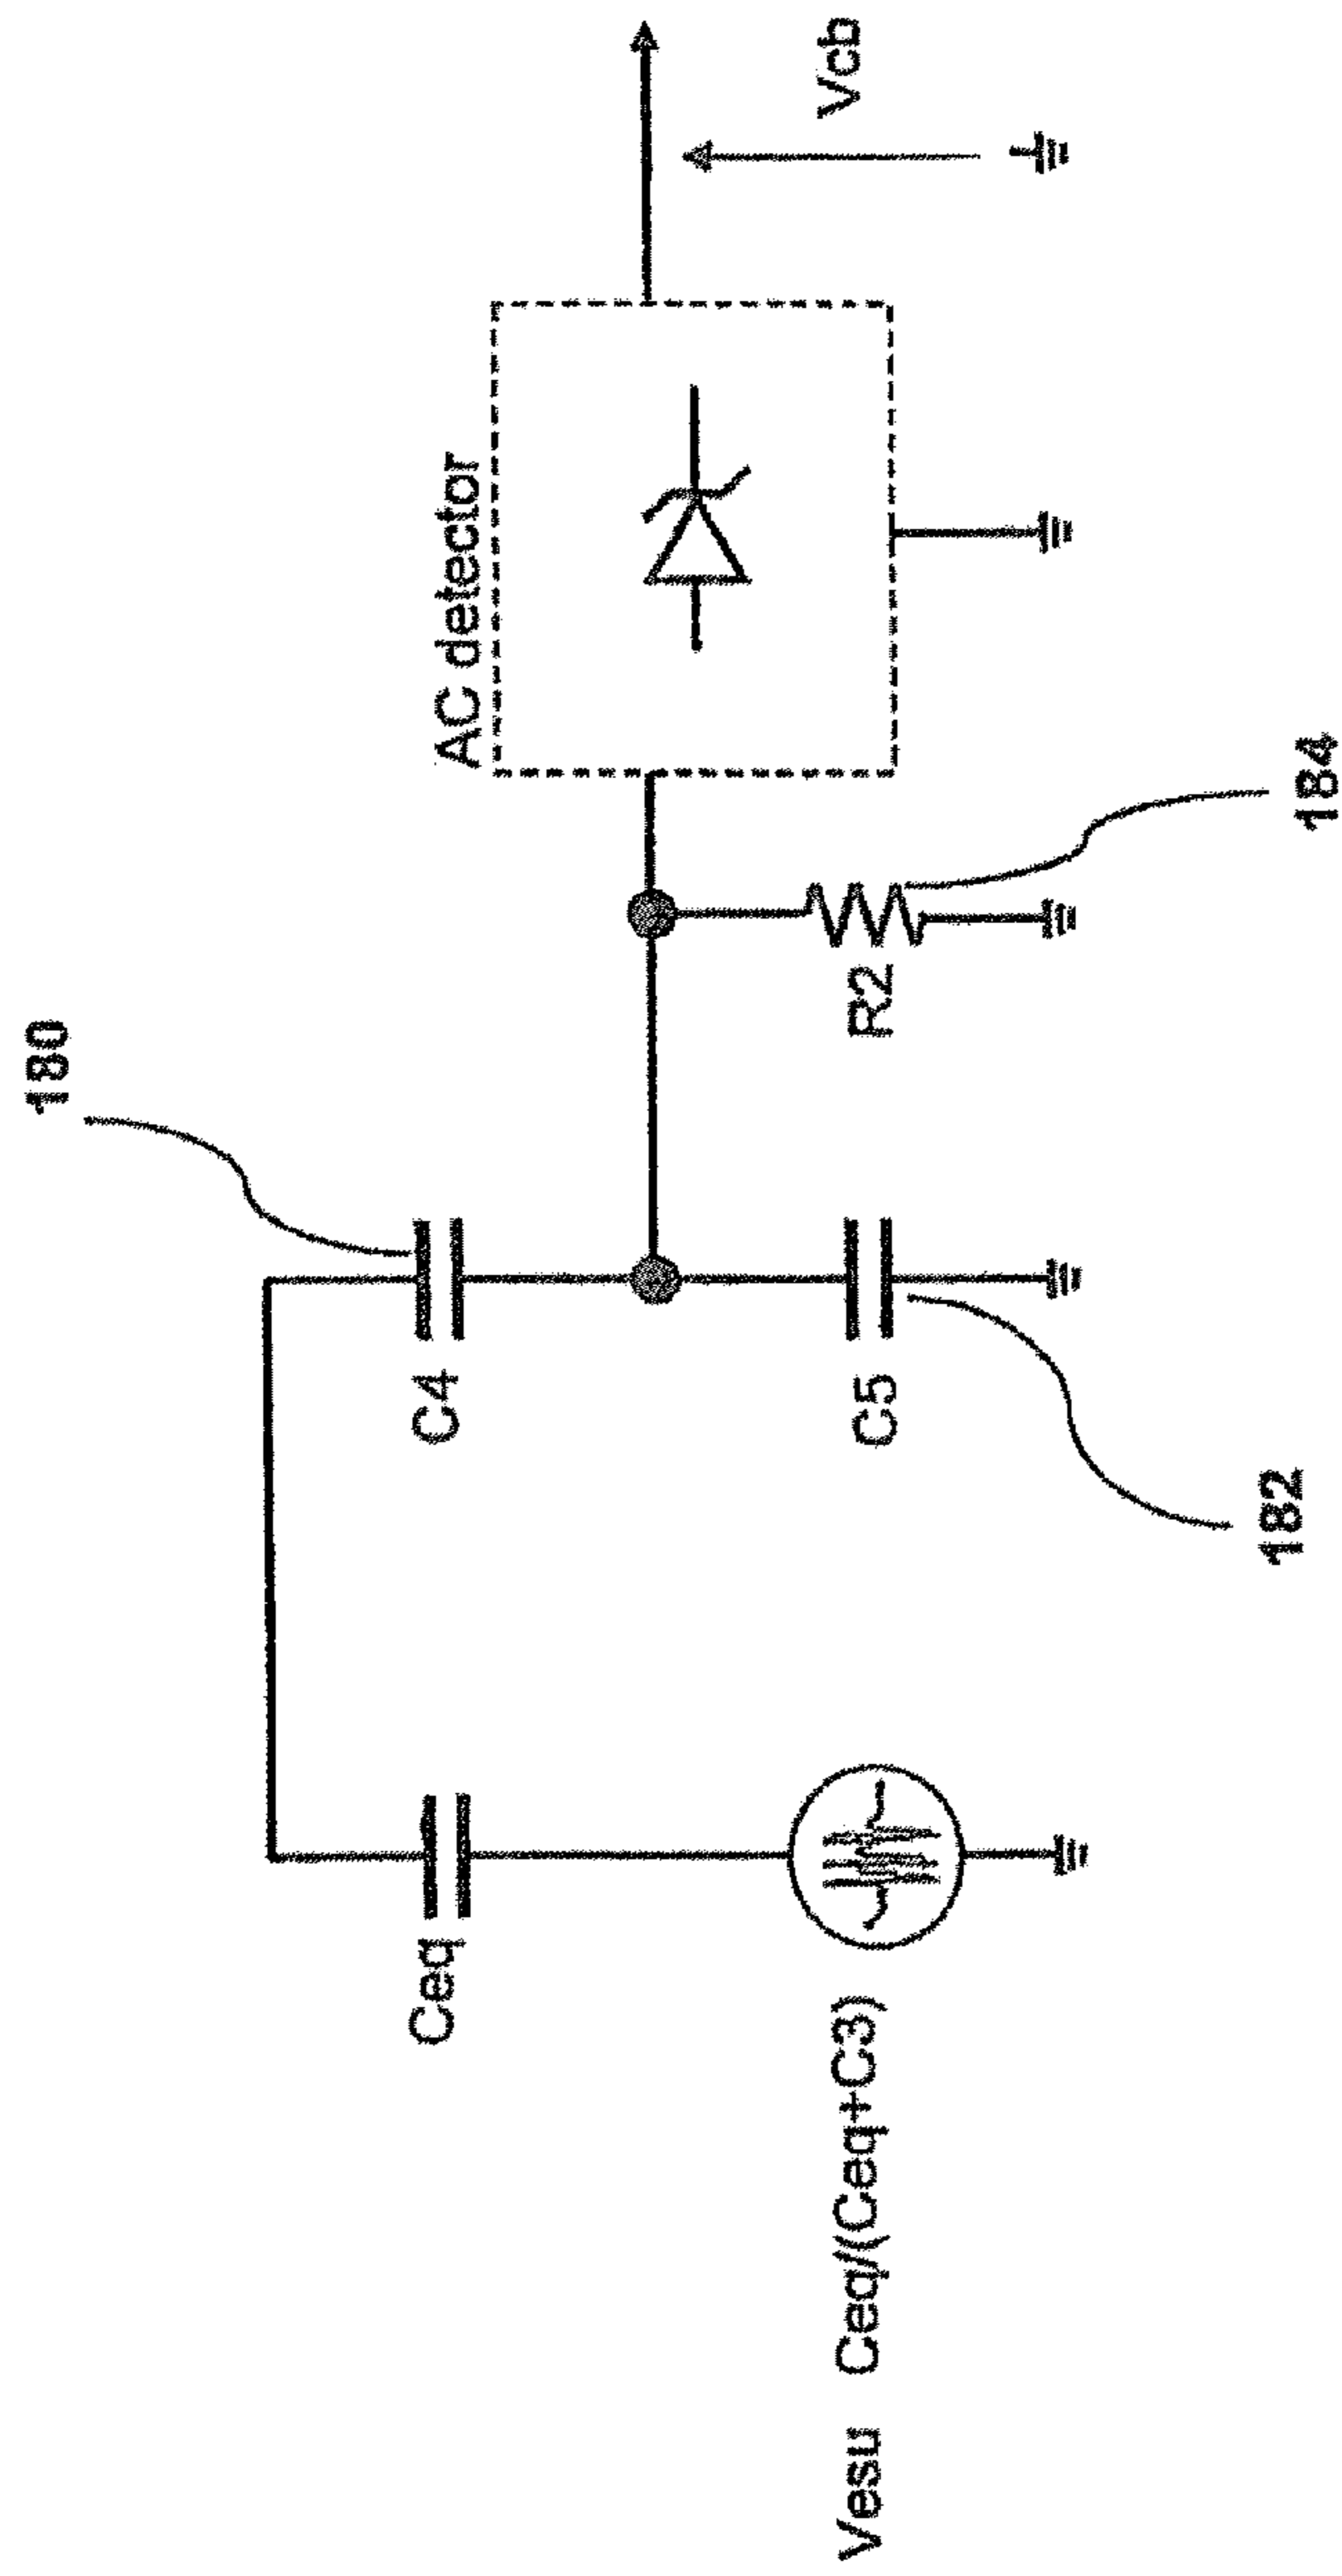 180
AC detector
Vcb
C4
Ceq
R2
C5
184
182
Vesu Ceq/(Ceq+C3)